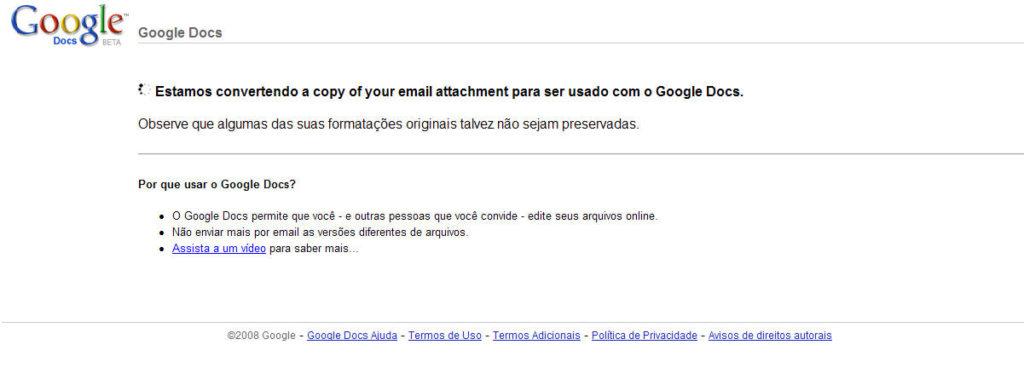 Google™
Docs BETA
Google Docs
Estamos convertendo a copy of your email attachment para ser usado com o Google Docs.
Observe que algumas das suas formatações originais talvez não sejam preservadas.
Por que usar o Google Docs?
• O Google Docs permite que você - e outras pessoas que você convide - edite seus arquivos online.
• Não enviar mais por email as versões diferentes de arquivos.
• Assista a um vídeo para saber mais...
©2008 Google - Google Docs Ajuda - Termos de Uso - Termos Adicionais - Política de Privacidade - Avisos de direitos autorais